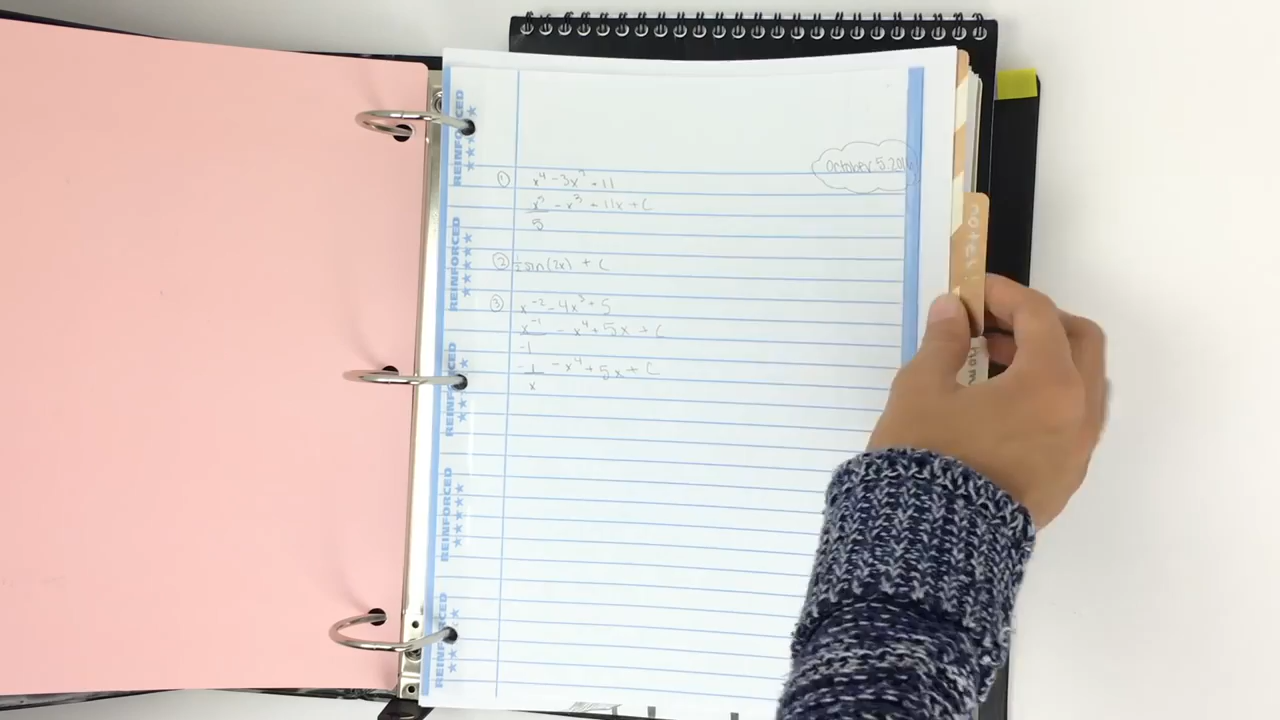 October 5 2016
① x⁴ - 3x² + 11
x⁵ - x³ + 11x + C
5
② ½ sin(2x) + C
③ x⁻² - 4x³ + 5
x⁻¹ - x⁴ + 5x + C
-1
-1 - x⁴ + 5x + C
x
REINFORCED
REINFORCED
REINFORCED
REINFORCED
REINFORCED
notes!
hom